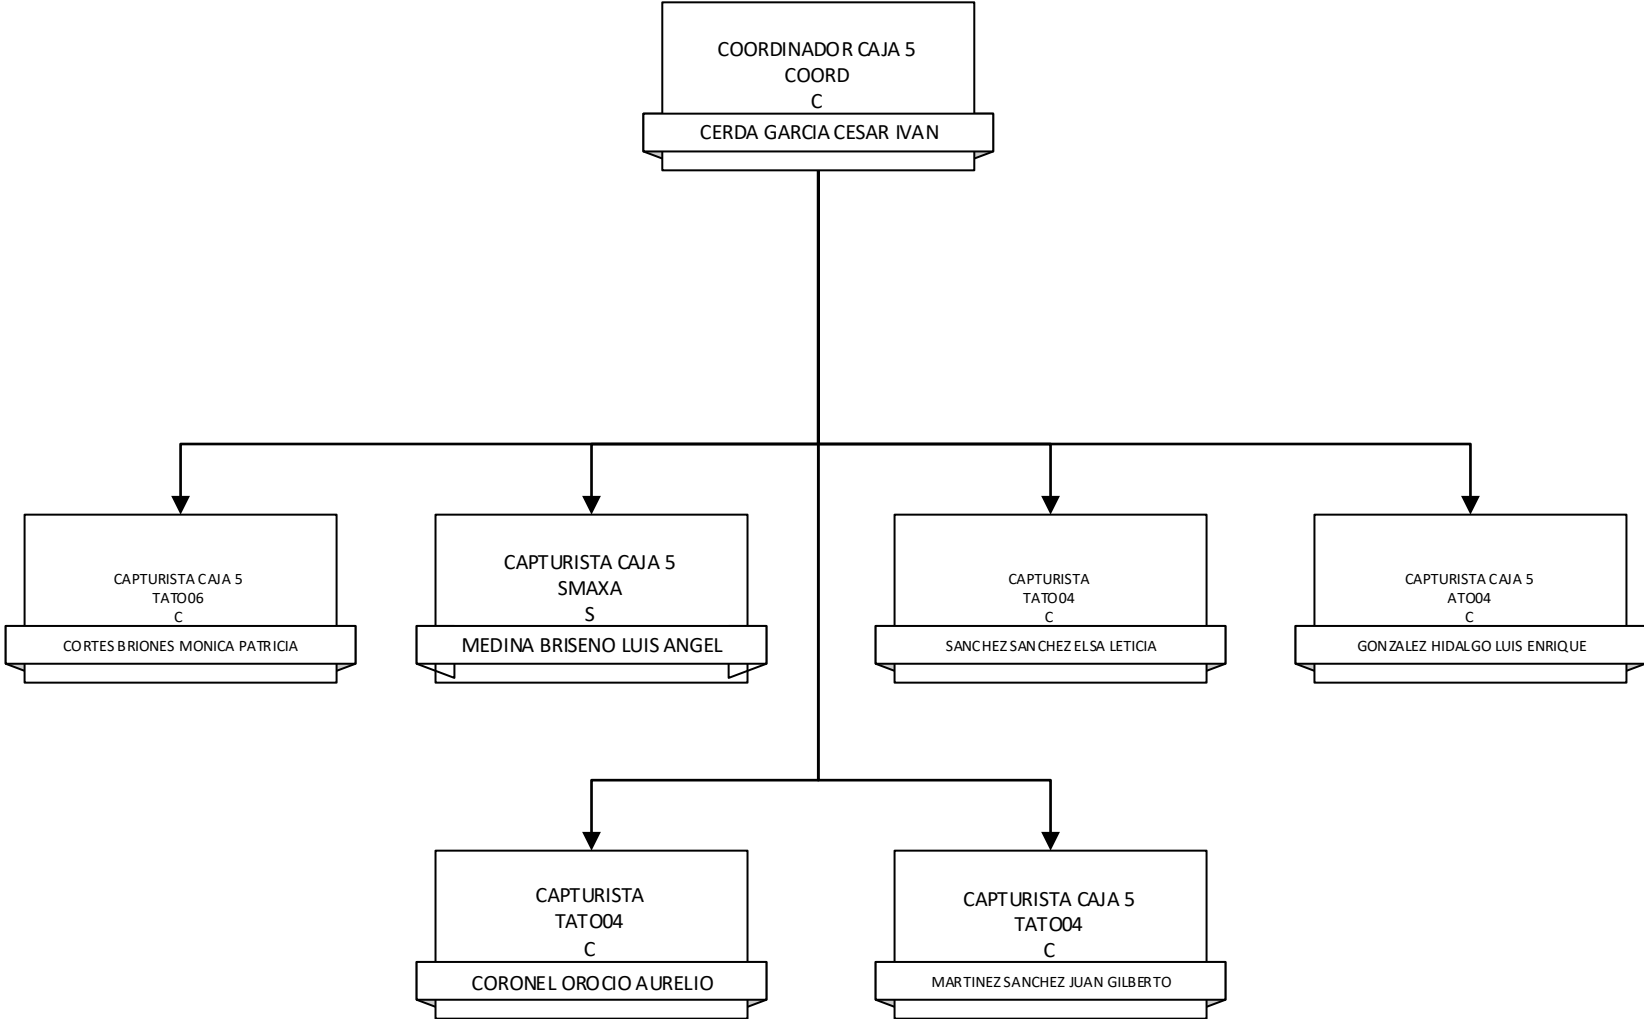 COORDINADOR CAJA 5
COORD
C
CERDA GARCIA CESAR IVAN
CAPTURISTA CAJA 5
TATO06
C
CORTES BRIONES MONICA PATRICIA
CAPTURISTA CAJA 5
SMAXA
S
MEDINA BRISENO LUIS ANGEL
CAPTURISTA
TATO04
C
SANCHEZ SANCHEZ ELSA LETICIA
CAPTURISTA CAJA 5
ATO04
C
GONZALEZ HIDALGO LUIS ENRIQUE
CAPTURISTA
TATO04
C
CORONEL OROCIO AURELIO
CAPTURISTA CAJA 5
TATO04
C
MARTINEZ SANCHEZ JUAN GILBERTO